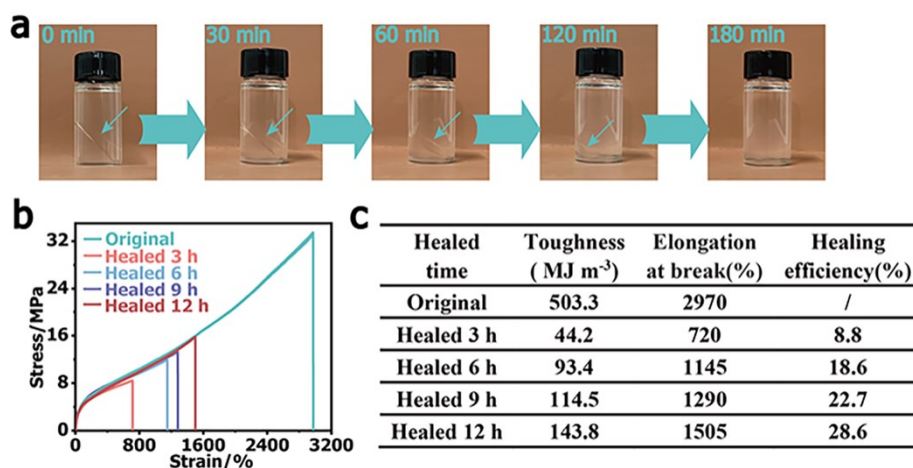 a
0 min
30 min
60 min
120 min
180 min
b
Stress/MPa
32
24
16
8
0
Original
Healed 3 h
Healed 6 h
Healed 9 h
Healed 12 h
0 800 1600 2400 3200
Strain/%
c
Healed time Toughness ( MJ m⁻³) Elongation at break(%) Healing efficiency(%)
Original 503.3 2970 /
Healed 3 h 44.2 720 8.8
Healed 6 h 93.4 1145 18.6
Healed 9 h 114.5 1290 22.7
Healed 12 h 143.8 1505 28.6